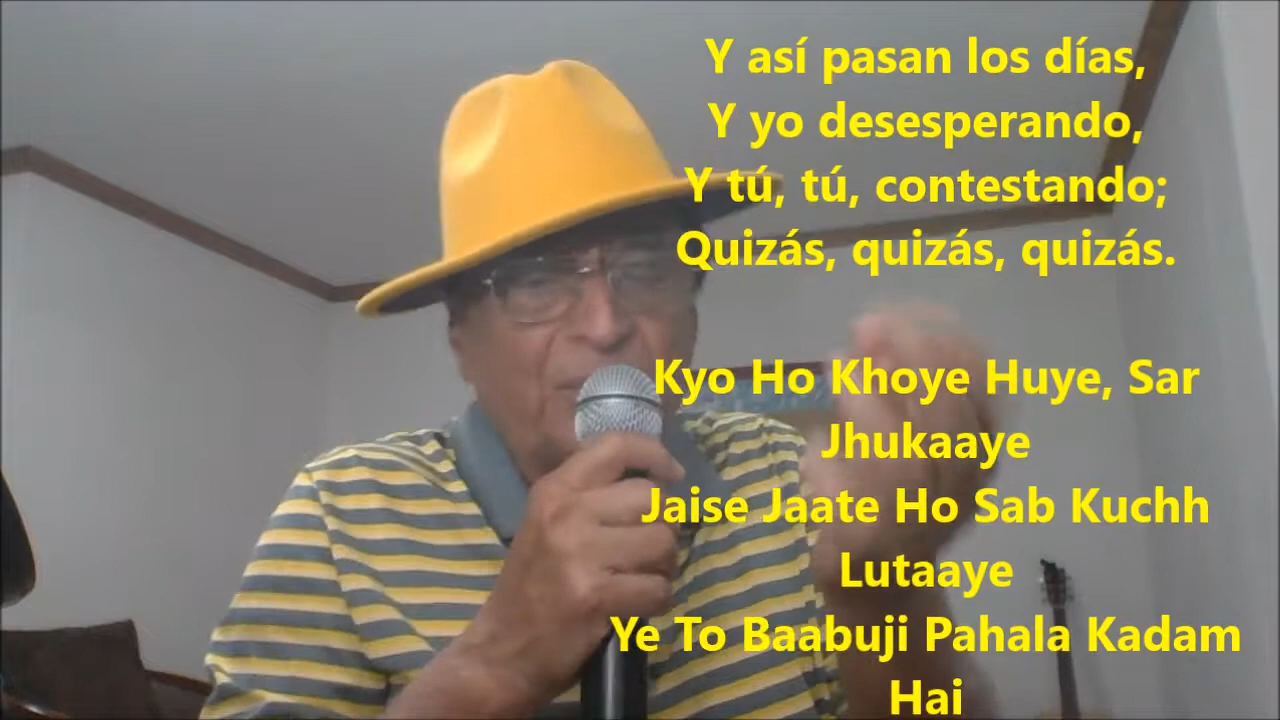 Y así pasan los días,
Y yo desesperando,
Y tú, tú, contestando;
Quizás, quizás, quizás.
Kyo Ho Khoye Huye, Sar
Jhukaaye
Jaise Jaate Ho Sab Kuchh
Lutaaye
Ye To Baabuji Pahala Kadam
Hai